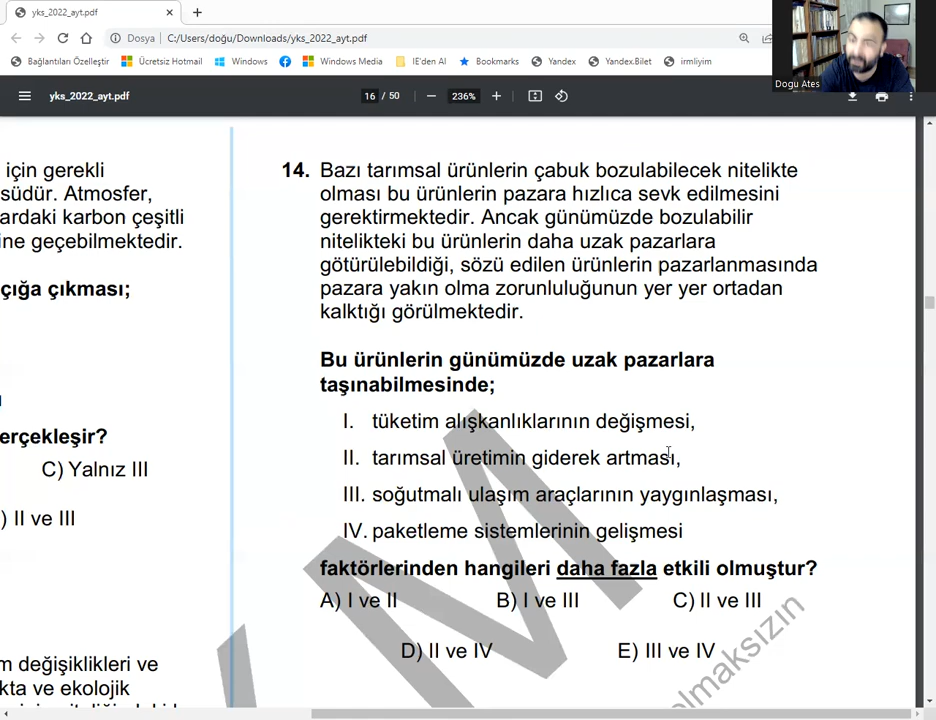 yks_2022_ayt.pdf
Dosya
C:/Users/doğu/Downloads/yks_2022_ayt.pdf
Bağlantıları Özelleştir
Ücretsiz Hotmail
Windows
Windows Media
IE'den Al
Bookmarks
Yandex
Yandex.Bilet
irmliyim
Dogu Ates
yks_2022_ayt.pdf
16 / 50
236%
için gerekli
südür. Atmosfer,
ardaki karbon çeşitli
ine geçebilmektedir.
çığa çıkması;
erçekleşir?
C) Yalnız III
) II ve III
m değişiklikleri ve
kta ve ekolojik
14. Bazı tarımsal ürünlerin çabuk bozulabilecek nitelikte
olması bu ürünlerin pazara hızlıca sevk edilmesini
gerektirmektedir. Ancak günümüzde bozulabilir
nitelikteki bu ürünlerin daha uzak pazarlara
götürülebildiği, sözü edilen ürünlerin pazarlanmasında
pazara yakın olma zorunluluğunun yer yer ortadan
kalktığı görülmektedir.
Bu ürünlerin günümüzde uzak pazarlara
taşınabilmesinde;
I. tüketim alışkanlıklarının değişmesi,
II. tarımsal üretimin giderek artması,
III. soğutmalı ulaşım araçlarının yaygınlaşması,
IV. paketleme sistemlerinin gelişmesi
faktörlerinden hangileri daha fazla etkili olmuştur?
A) I ve II
B) I ve III
C) II ve III
D) II ve IV
E) III ve IV
olmaksızın